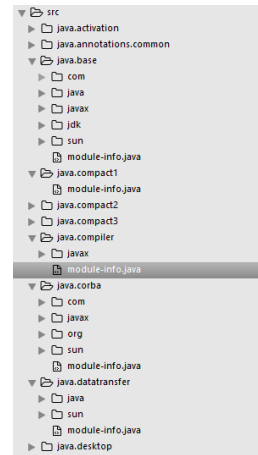 src
java.activation
java.annotations.common
java.base
com
java
javax
jdk
sun
module-info.java
java.compact1
module-info.java
java.compact2
java.compact3
java.compiler
javax
module-info.java
java.corba
com
javax
org
sun
module-info.java
java.datatransfer
java
sun
module-info.java
java.desktop